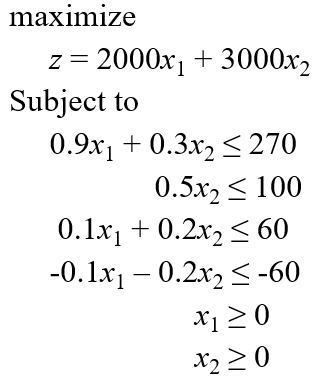 maximize
z = 2000x₁ + 3000x₂
Subject to
0.9x₁ + 0.3x₂ ≤ 270
0.5x₂ ≤ 100
0.1x₁ + 0.2x₂ ≤ 60
-0.1x₁ – 0.2x₂ ≤ -60
x₁ ≥ 0
x₂ ≥ 0